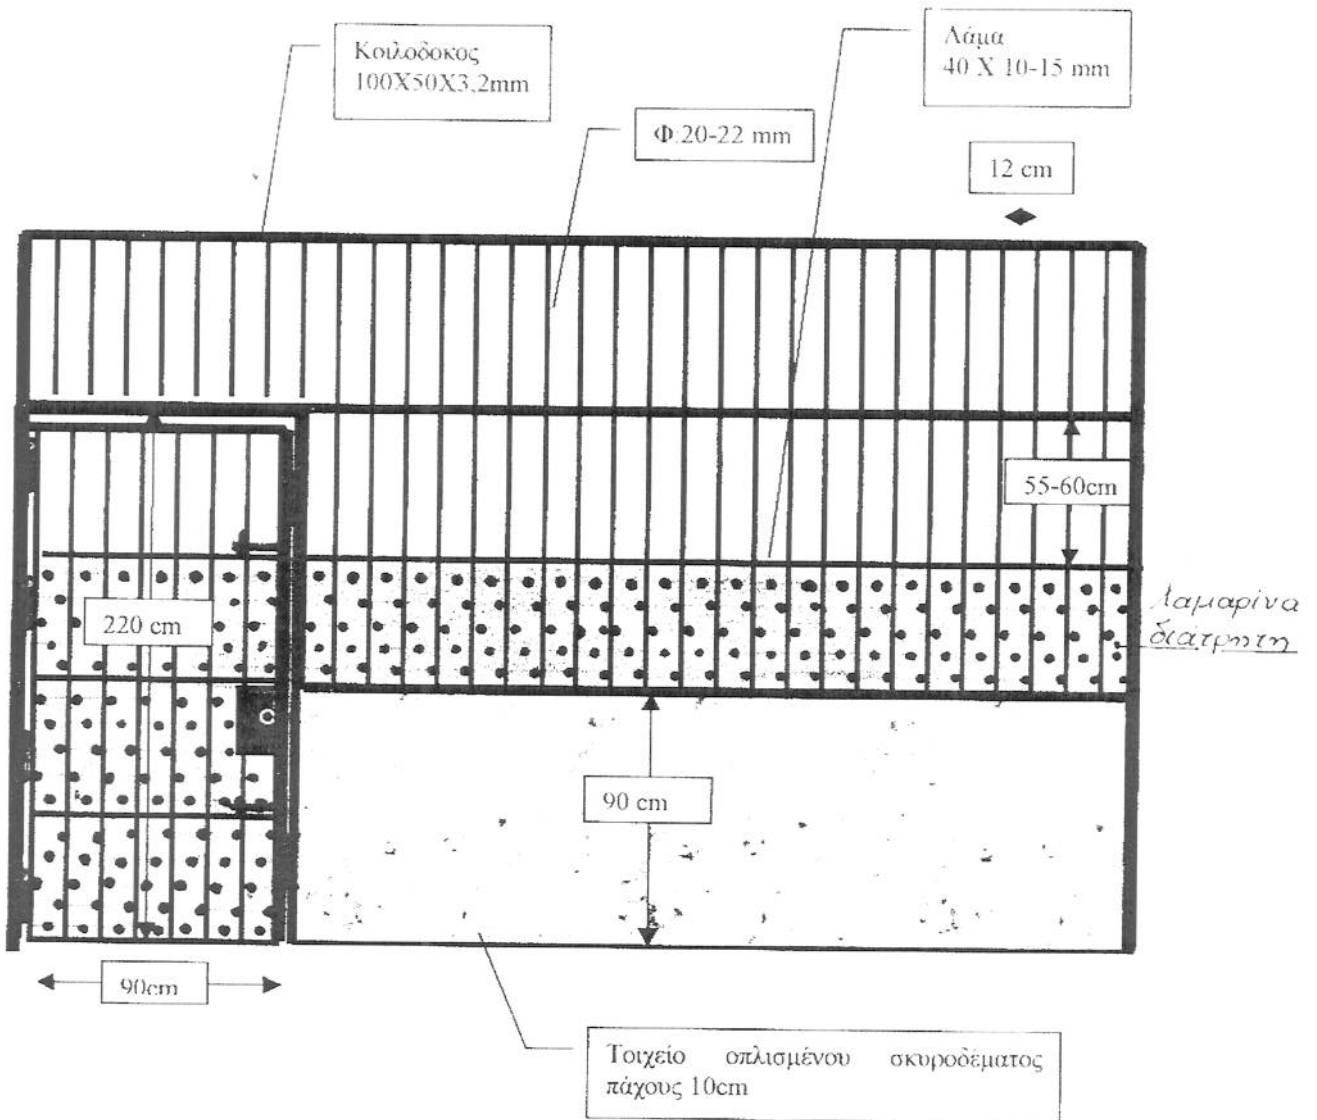 Κοιλοδοκος
100X50X3,2mm
Λάμα
40 X 10-15 mm
Φ:20-22 mm
12 cm
55-60cm
λαμαρίνα
διάτρητη
220 cm
90 cm
90cm
Τοιχείο οπλισμένου σκυροδέματος
πάχους 10cm